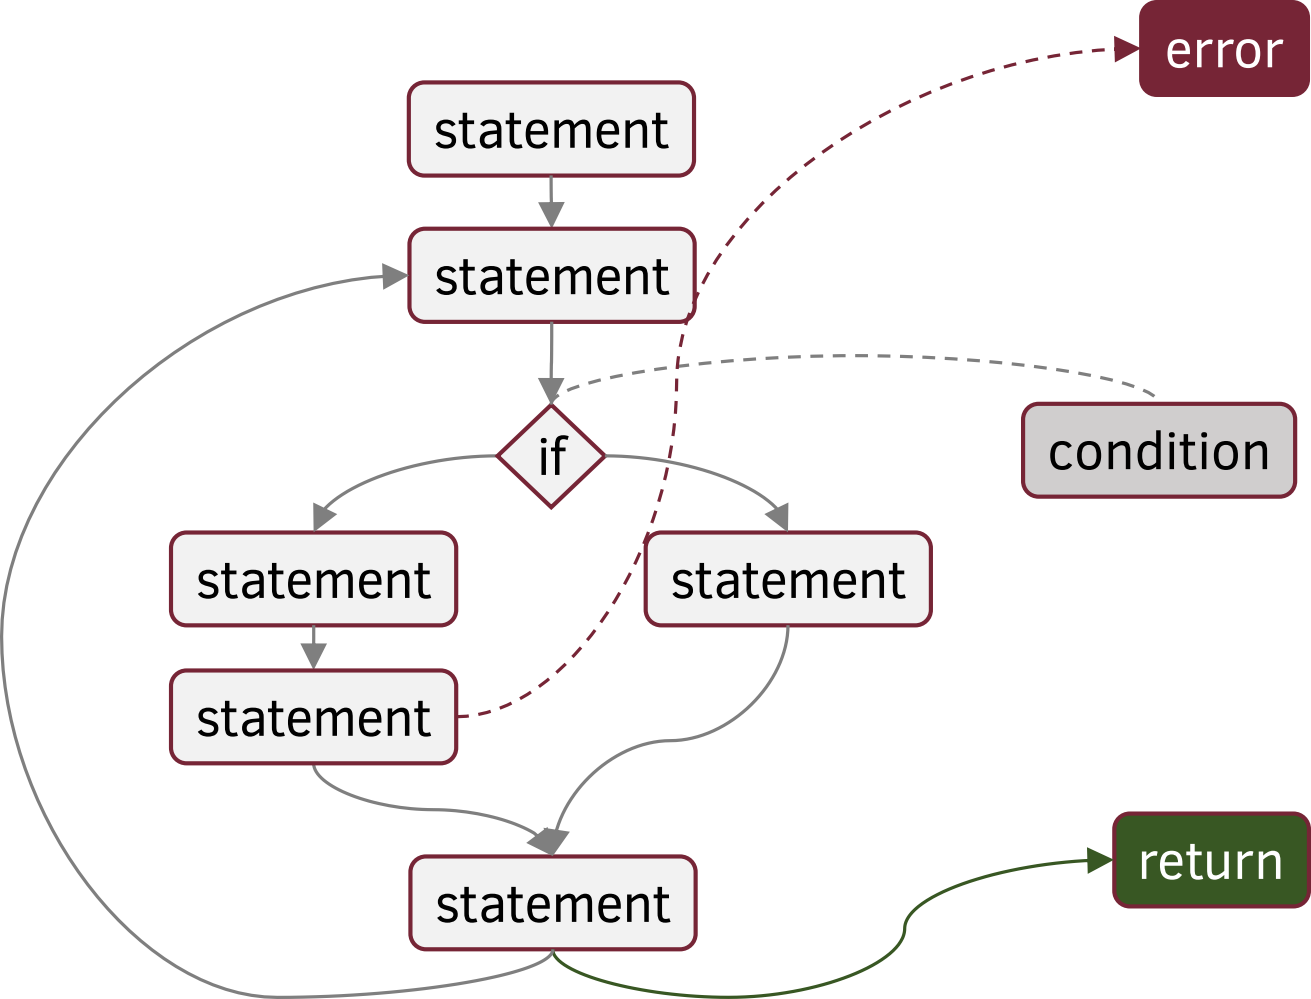 error
statement
statement
condition
if
statement
statement
statement
return
statement